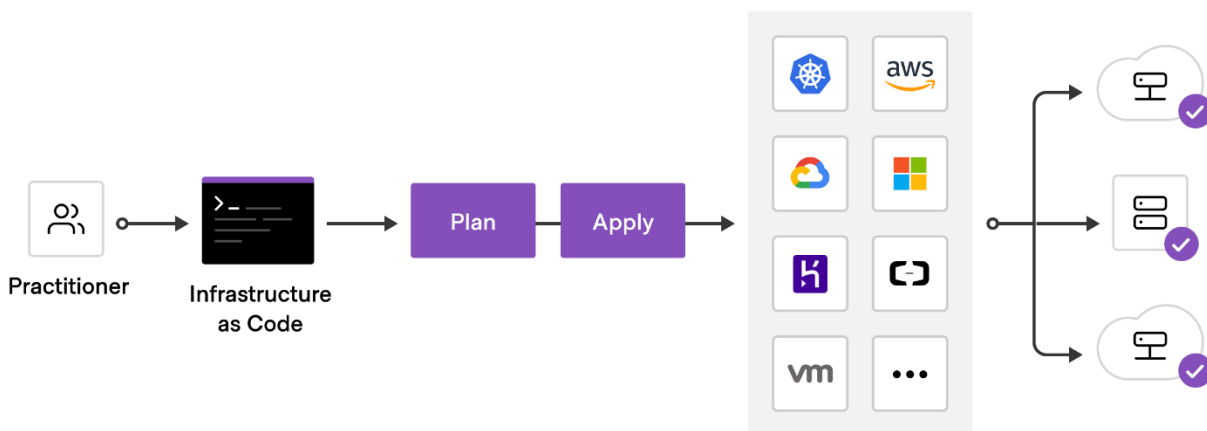 Practitioner
Infrastructure
as Code
Plan
Apply
aws
vm